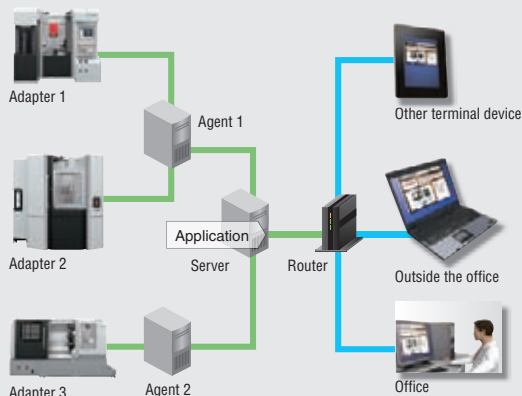 Adapter 1
Agent 1
Other terminal device
Adapter 2
Application
Server
Router
Outside the office
Adapter 3
Agent 2
Office